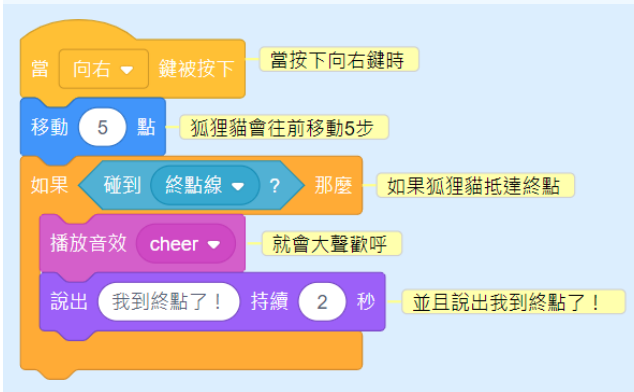 當 向右 鍵被按下 當按下向右鍵時
移動 5 點 狐狸貓會往前移動5步
如果 碰到 終點線 ? 那麼 如果狐狸貓抵達終點
播放音效 cheer 就會大聲歡呼
說出 我到終點了！ 持續 2 秒 並且說出我到終點了！